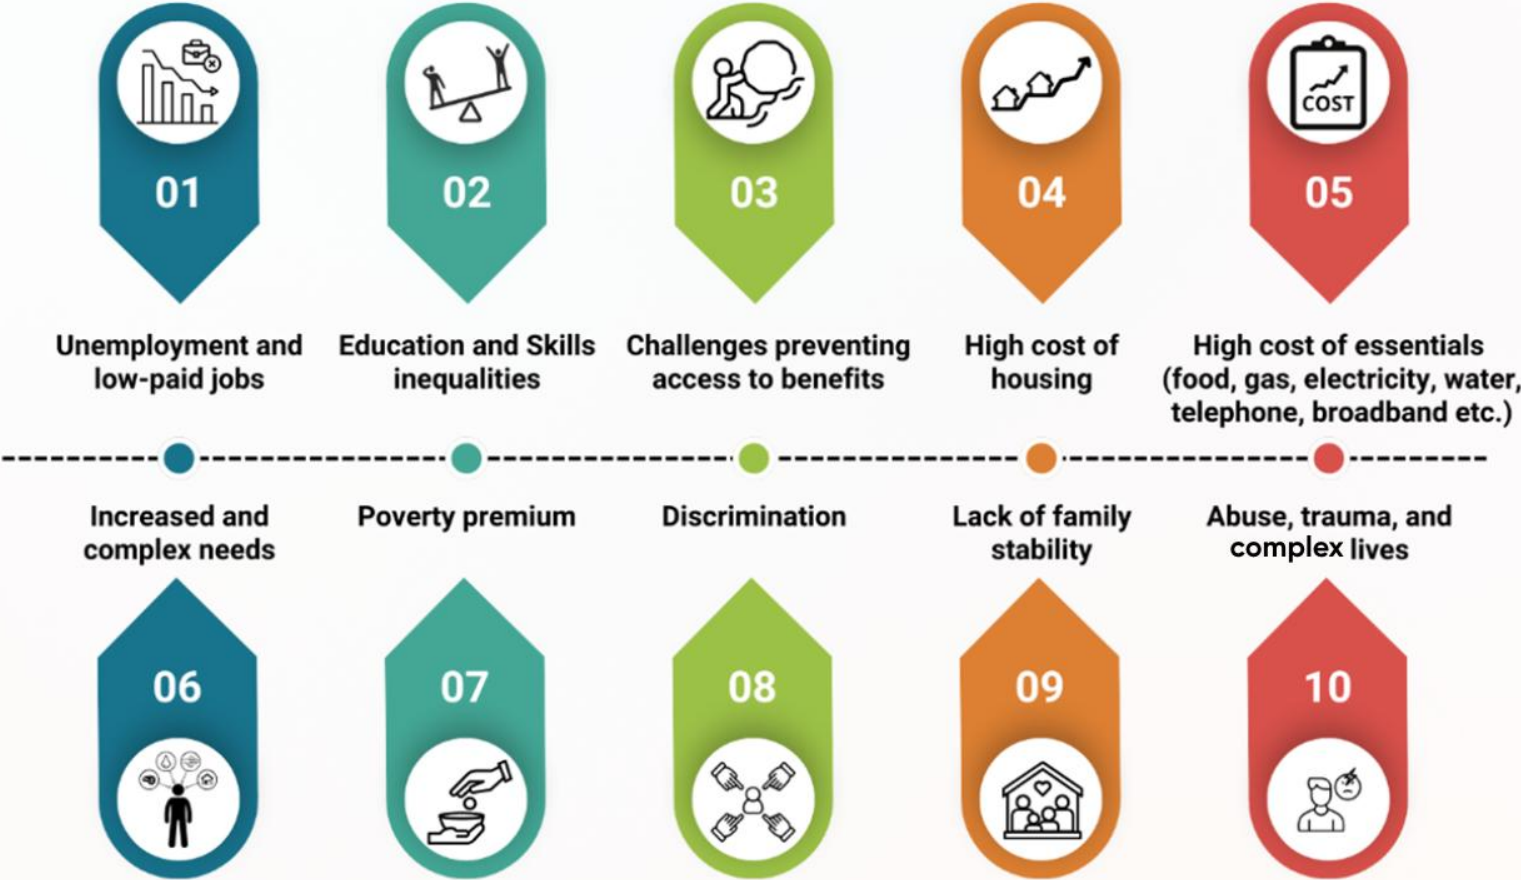 COST
01
02
03
04
05
Unemployment and
low-paid jobs
Education and Skills
inequalities
Challenges preventing
access to benefits
High cost of
housing
High cost of essentials
(food, gas, electricity, water,
telephone, broadband etc.)
Increased and
complex needs
Poverty premium
Discrimination
Lack of family
stability
Abuse, trauma, and
complex lives
06
07
08
09
10